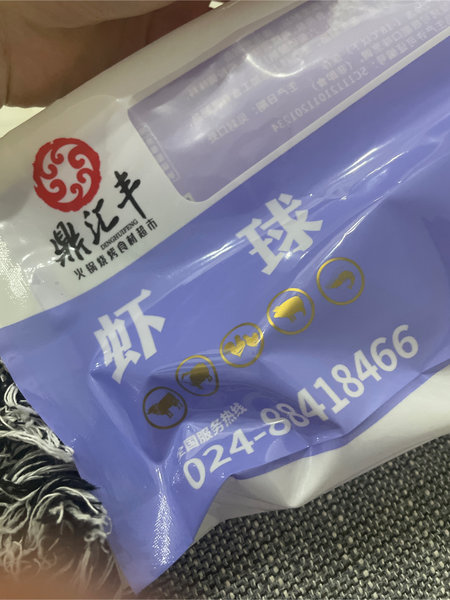 鼎汇丰
DINGHUIFENG
火锅烧烤食材超市
虾球
全国服务热线
024-88418466